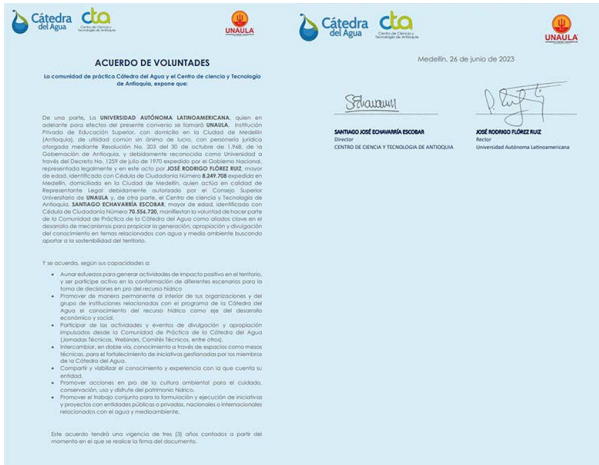 Cátedra
del Agua
cta
Centro de Ciencia y
Tecnología de Antioquia
UNAULA
ACUERDO DE VOLUNTADES
La comunidad de práctica Cátedra del Agua y el Centro de ciencia y Tecnología
de Antioquia, expone que:
De una parte, La UNIVERSIDAD AUTÓNOMA LATINOAMERICANA, quien en
adelante para efectos del presente convenio se llamará UNAULA, Institución
Privada de Educación Superior, con domicilio en la Ciudad de Medellín
(Antioquia), de utilidad común sin ánimo de lucro, con personería jurídica
otorgada mediante Resolución No. 203 del 30 de octubre de 1968, de la
Gobernación de Antioquia, y debidamente reconocida como Universidad a
través del Decreto No. 1259 de julio de 1970 expedido por el Gobierno Nacional,
representada legalmente y en este acto por JOSÉ RODRIGO FLÓREZ RUIZ, mayor
de edad, identificado con Cédula de Ciudadanía Número 8.249.708 expedida en
Medellín, domiciliada en la Ciudad de Medellín, quien actúa en calidad de
Representante Legal debidamente autorizado por el Consejo Superior
Universitario de UNAULA y, de otra parte, el Centro de ciencia y Tecnología de
Antioquia, SANTIAGO ECHAVARRÍA ESCOBAR, mayor de edad, identificado con
Cédula de Ciudadanía Número 70.556.720, manifiestan la voluntad de hacer parte
de la Comunidad de Práctica de la Cátedra del Agua como aliados clave en el
desarrollo de mecanismos para propiciar la generación, apropiación y divulgación
del conocimiento en temas relacionados con agua y medio ambiente buscando
aportar a la sostenibilidad del territorio.
Y se acuerda, según sus capacidades a:
• Aunar esfuerzos para generar actividades de impacto positivo en el territorio,
y ser participe activo en la conformación de diferentes escenarios para la
toma de decisiones en pro del recurso hídrico
• Promover de manera permanente al interior de sus organizaciones y del
grupo de instituciones relacionados con el programa de la Cátedra del
Agua el conocimiento del recurso hídrico como eje del desarrollo
económico y social.
• Participar de las actividades y eventos de divulgación y apropiación
impulsados desde la Comunidad de Práctica de la Cátedra del Agua
(Jornadas Técnicas, Webinars, Comités Técnicos, entre otros).
• Intercambiar, en doble vía, conocimiento a través de espacios como mesas
técnicas, para el fortalecimiento de iniciativas gestionadas por los miembros
de la Cátedra del Agua.
• Compartir y visibilizar el conocimiento y experiencia con la que cuenta su
entidad.
• Promover acciones en pro de la cultura ambiental para el cuidado,
conservación, uso y disfrute del patrimonio hídrico.
• Promover el trabajo conjunto para la formulación y ejecución de iniciativas
y proyectos con entidades públicas o privadas, nacionales o internacionales
relacionados con el agua y medioambiente.
Este acuerdo tendrá una vigencia de tres (3) años contados a partir del
momento en el que se realice la firma del documento.
Cátedra
del Agua
cta
Centro de Ciencia y
Tecnología de Antioquia
UNAULA
Medellín, 26 de junio de 2023
SANTIAGO JOSÉ ECHAVARRÍA ESCOBAR
Director
CENTRO DE CIENCIA Y TECNOLOGIA DE ANTIOQUIA
JOSÉ RODRIGO FLÓREZ RUIZ
Rector
Universidad Autónoma Latinoamericana